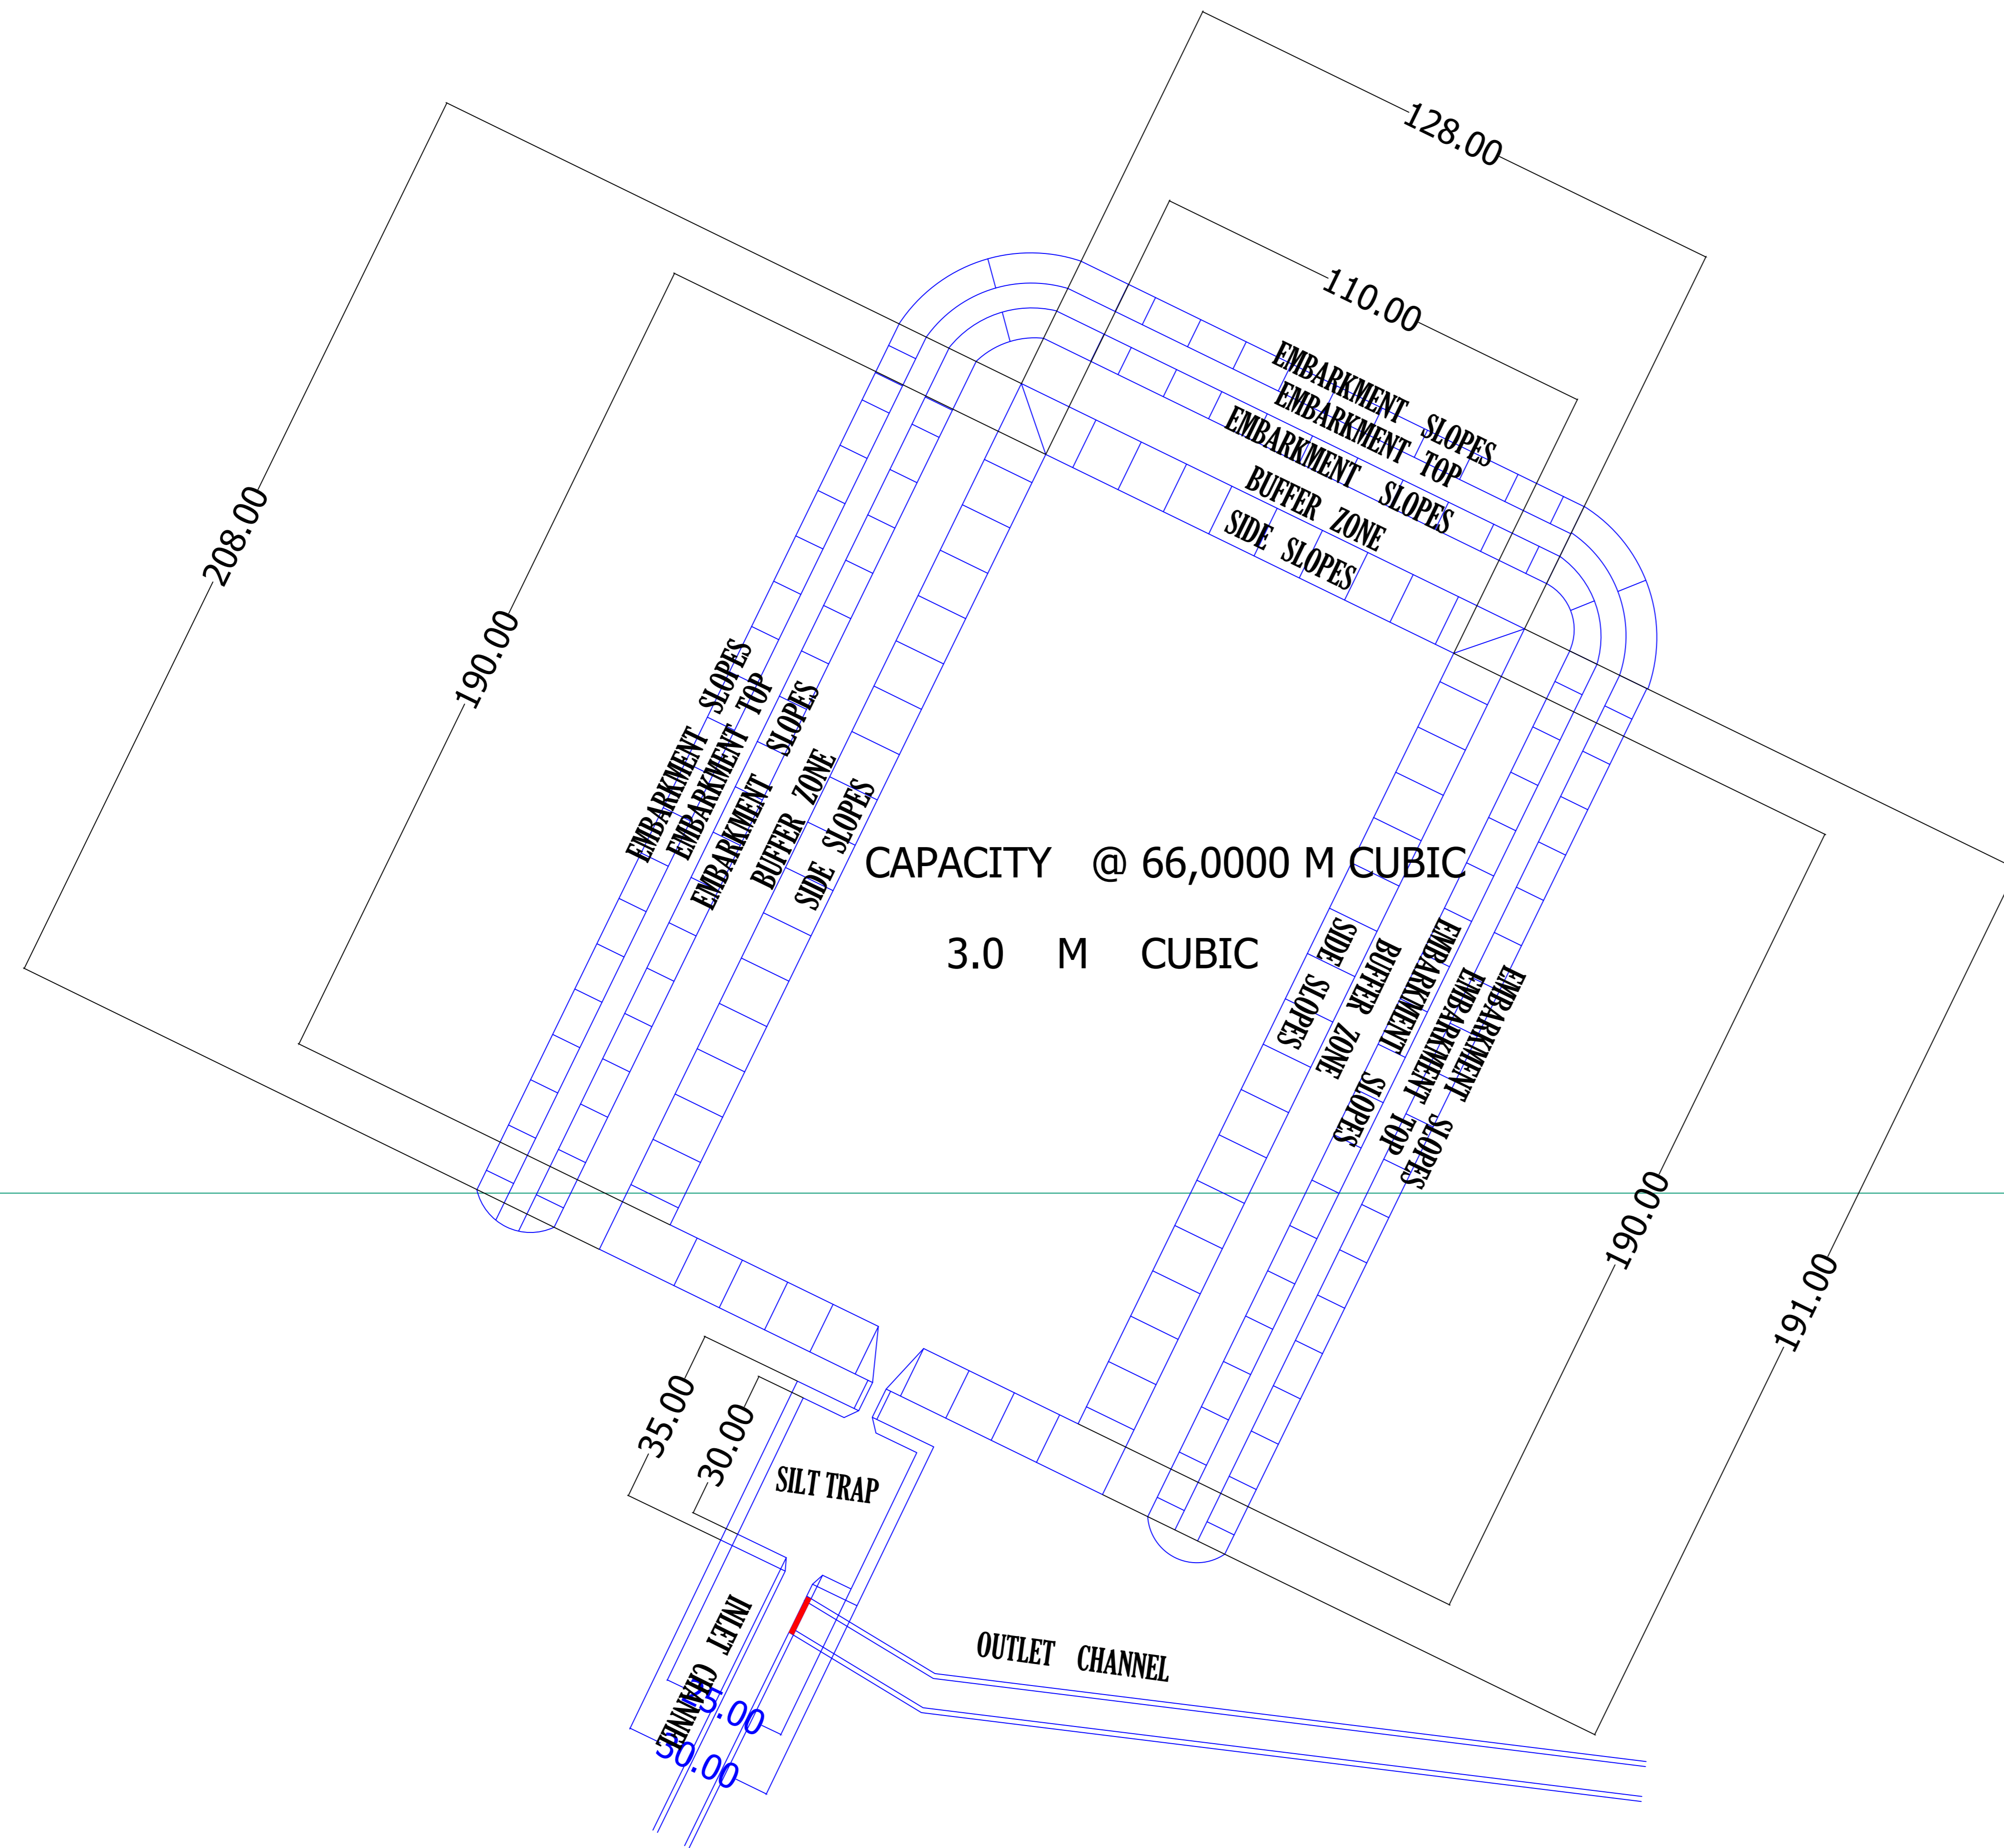 128.00
110.00
EMBARKMENT SLOPES
EMBARKMENT TOP
EMBARKMENT SLOPES
BUFFER ZONE
SIDE SLOPES
208.00
190.00
EMBARKMENT SLOPES
EMBARKMENT TOP
EMBARKMENT SLOPES
BUFFER ZONE
SIDE SLOPES
CAPACITY @ 66,0000 M CUBIC
3.0 M CUBIC
SIDE SLOPES
BUFFER ZONE
EMBARKMENT SLOPES
EMBARKMENT TOP
EMBARKMENT SLOPES
190.00
191.00
35.00
30.00
SILT TRAP
INLET CHANNEL
OUTLET CHANNEL
25.00
30.00